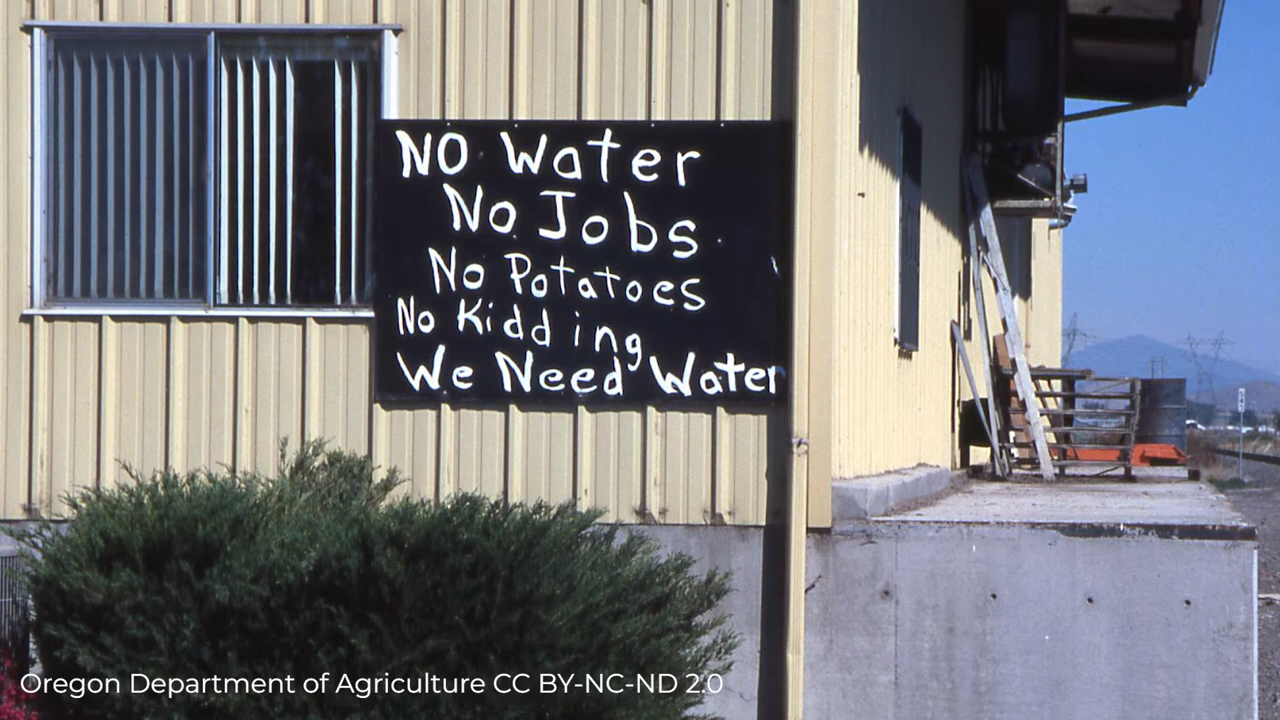 NO Water
No Jobs
No Potatoes
No Kidding
We Need Water
Oregon Department of Agriculture CC BY-NC-ND 2.0